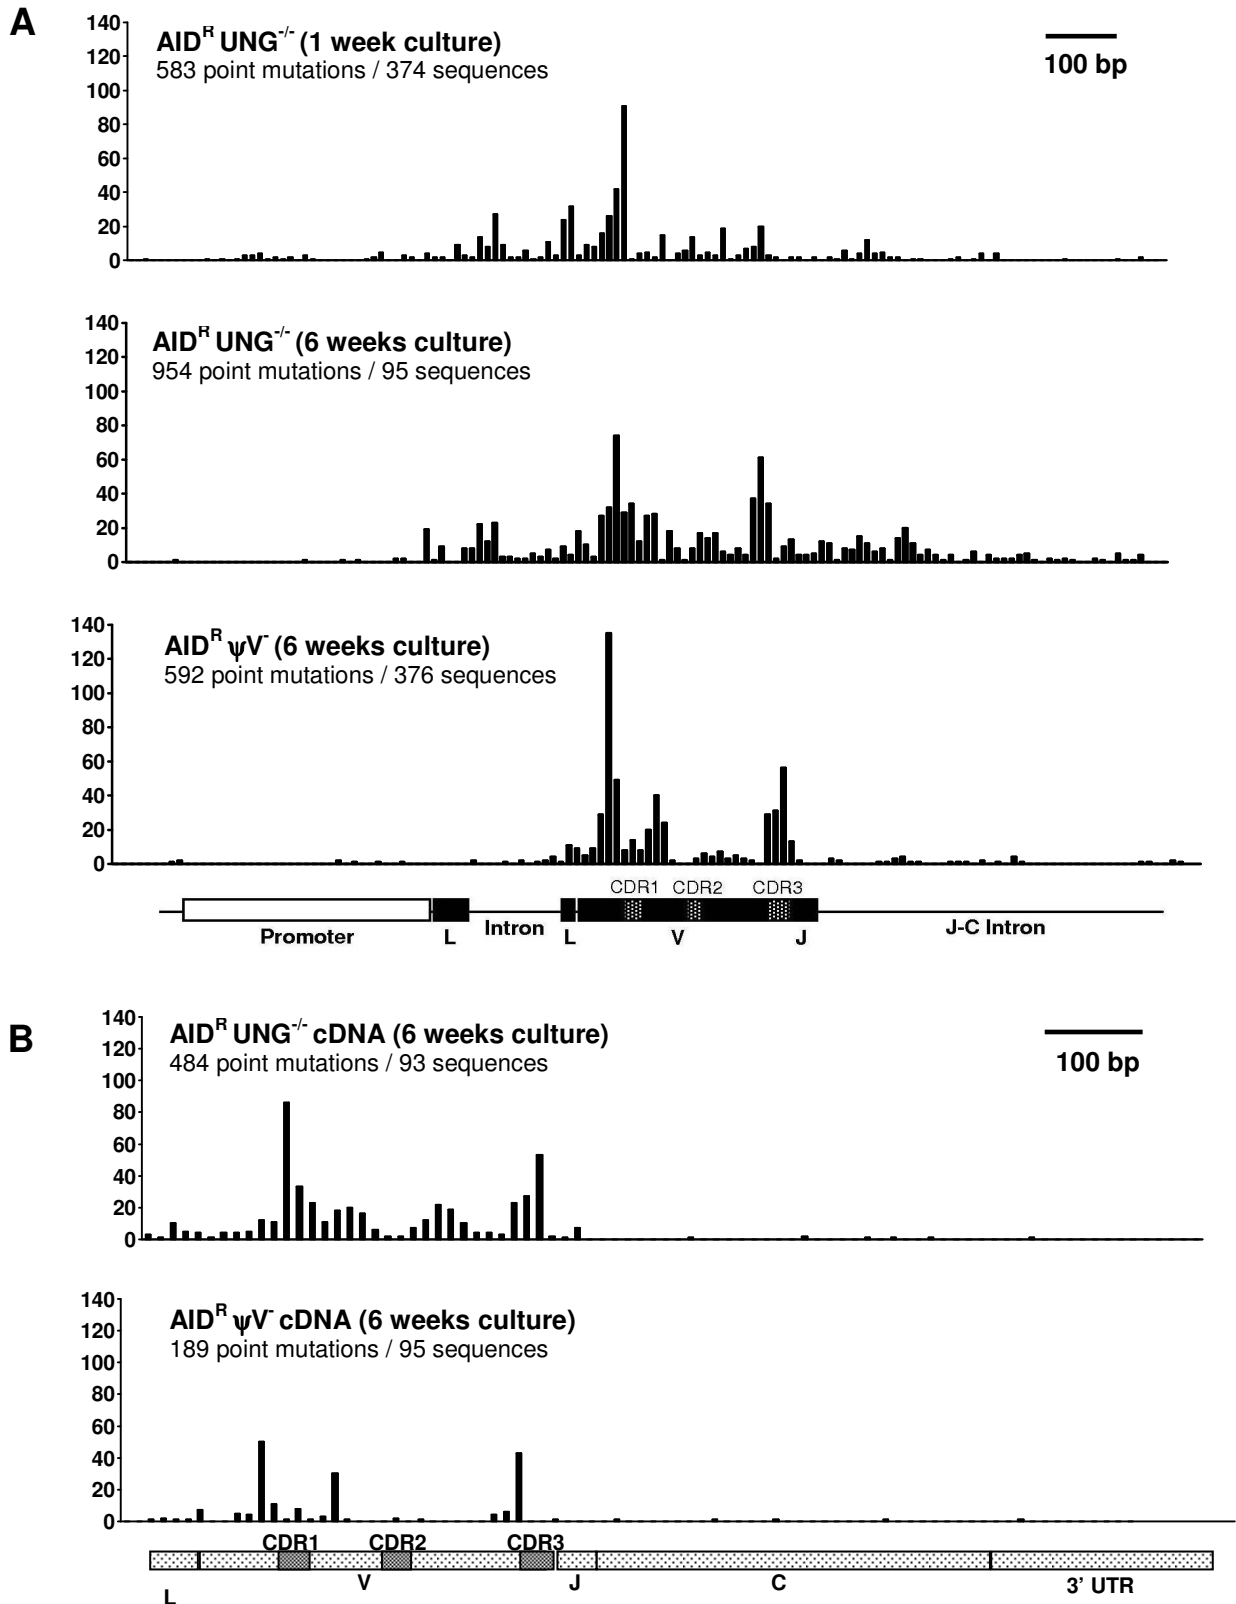 A
140
120
100
80
60
40
20
0
AIDᴿ UNG⁻/⁻ (1 week culture)
583 point mutations / 374 sequences
100 bp
140
120
100
80
60
40
20
0
AIDᴿ UNG⁻/⁻ (6 weeks culture)
954 point mutations / 95 sequences
140
120
100
80
60
40
20
0
AIDᴿ ψV⁻ (6 weeks culture)
592 point mutations / 376 sequences
CDR1 CDR2 CDR3
Promoter L Intron L V J J-C Intron
B
140
120
100
80
60
40
20
0
AIDᴿ UNG⁻/⁻ cDNA (6 weeks culture)
484 point mutations / 93 sequences
100 bp
140
120
100
80
60
40
20
0
AIDᴿ ψV⁻ cDNA (6 weeks culture)
189 point mutations / 95 sequences
CDR1 CDR2 CDR3
L V J C 3’ UTR